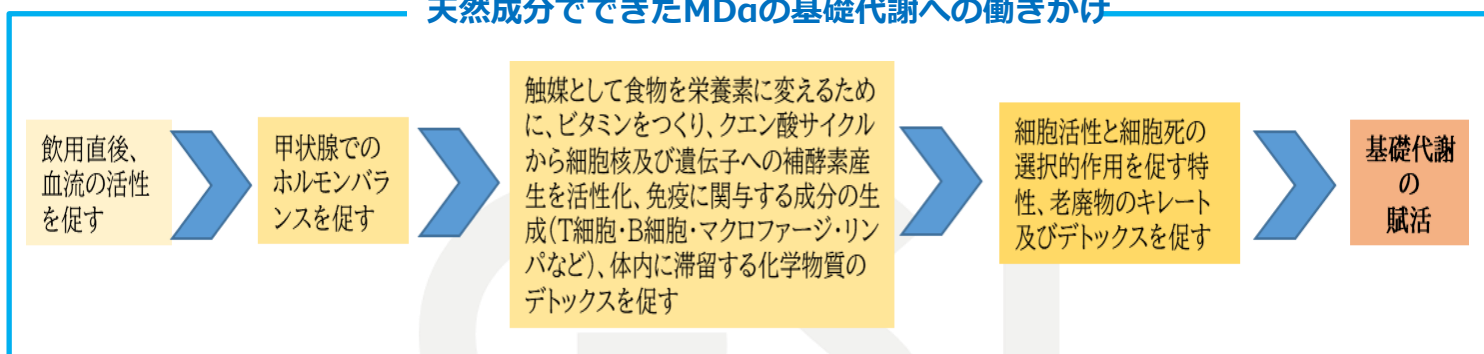 天然成分でできたMDαの基礎代謝への働きかけ
飲用直後、
血流の活性
を促す
甲状腺での
ホルモンバラ
ンスを促す
触媒として食物を栄養素に変えるため
に、ビタミンをつくり、クエン酸サイクル
から細胞核及び遺伝子への補酵素産
生を活性化、免疫に関与する成分の生
成(T細胞・B細胞・マクロファージ・リン
パなど)、体内に滞留する化学物質の
デトックスを促す
細胞活性と細胞死の
選択的作用を促す特
性、老廃物のキレート
及びデトックスを促す
基礎代謝
の
賦活